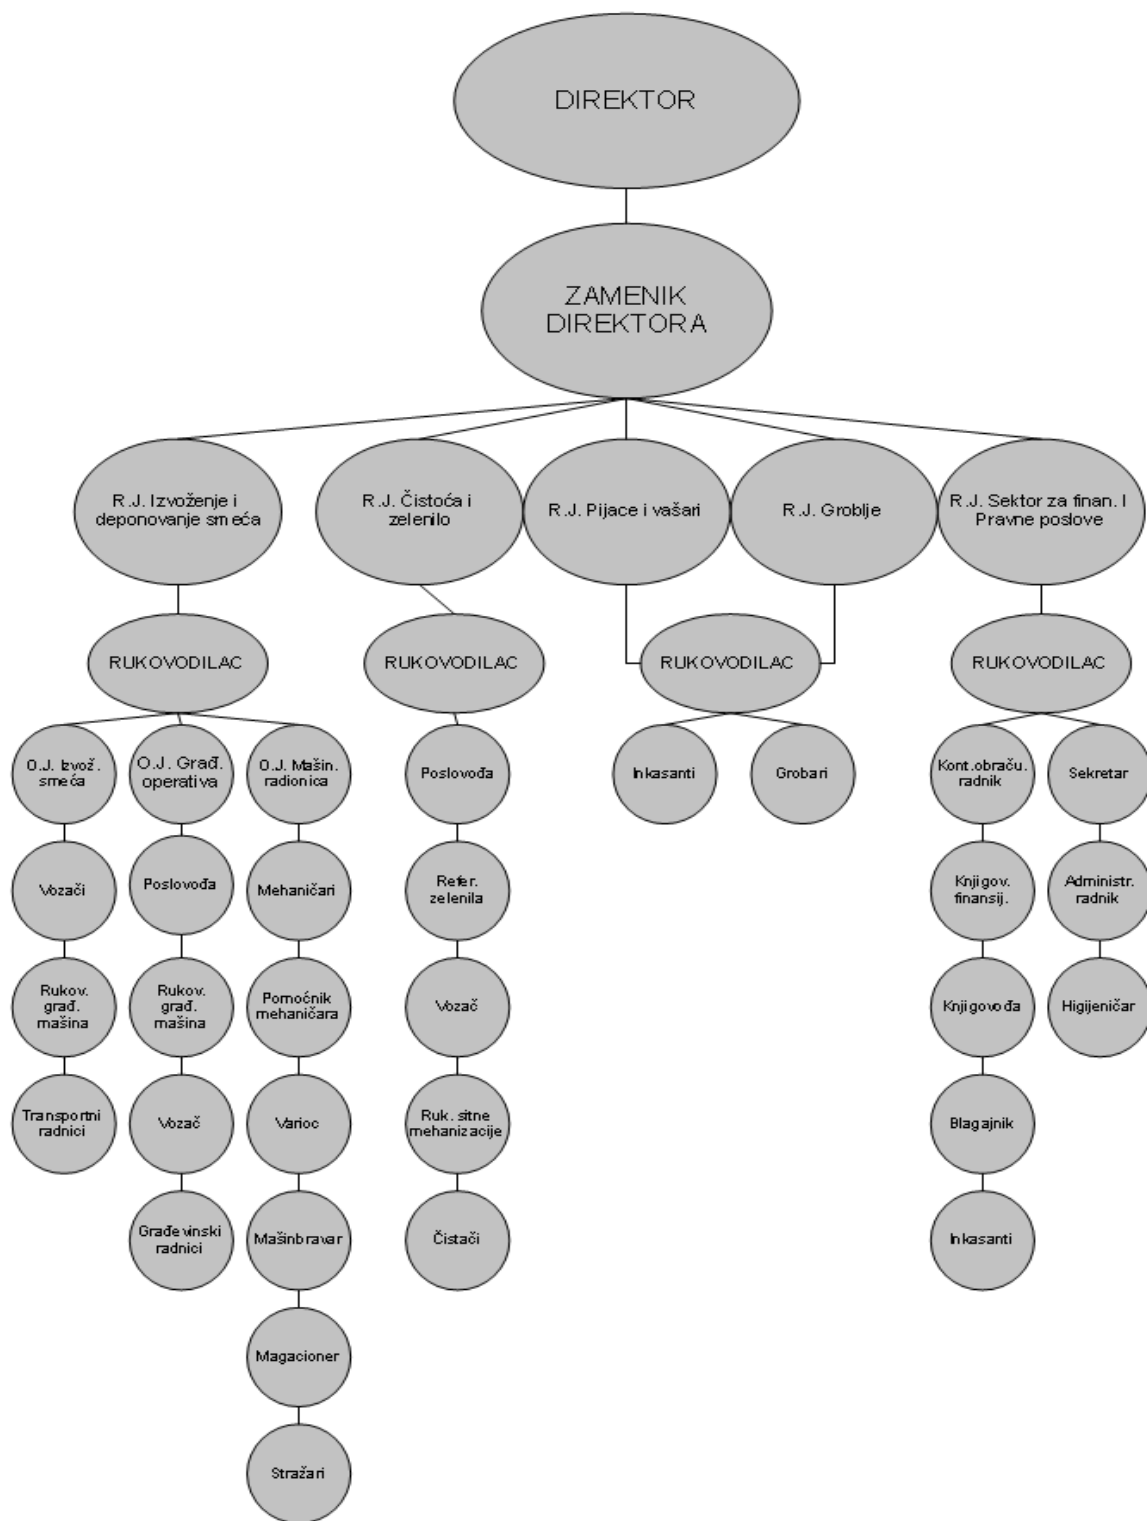 DIREKTOR
ZAMENIK
DIREKTORA
R.J. Izvoženje i
deponovanje smeća
R.J. Čistoća i
zelenilo
R.J. Pijace i vašari
R.J. Groblje
R.J. Sektor za finan. I
Pravne poslove
RUKOVODILAC
RUKOVODILAC
RUKOVODILAC
RUKOVODILAC
O.J. Izvož.
smeća
O.J. Građ.
operativa
O.J. Mašin.
radionica
Poslovođa
Inkasanti
Grobari
Kont.obraču.
radnik
Sekretar
Vozači
Poslovođa
Mehaničari
Refer.
zelenila
Knjigov.
finansij.
Administr.
radnik
Rukov.
građ.
mašina
Rukov.
građ.
mašina
Pomoćnik
mehaničara
Vozač
Knjigovođa
Higijeničar
Transportni
radnici
Vozač
Varioc
Ruk. sitne
mehanizacije
Blagajnik
Građevinski
radnici
Mašinbravar
Čistači
Inkasanti
Magacioner
Stražari